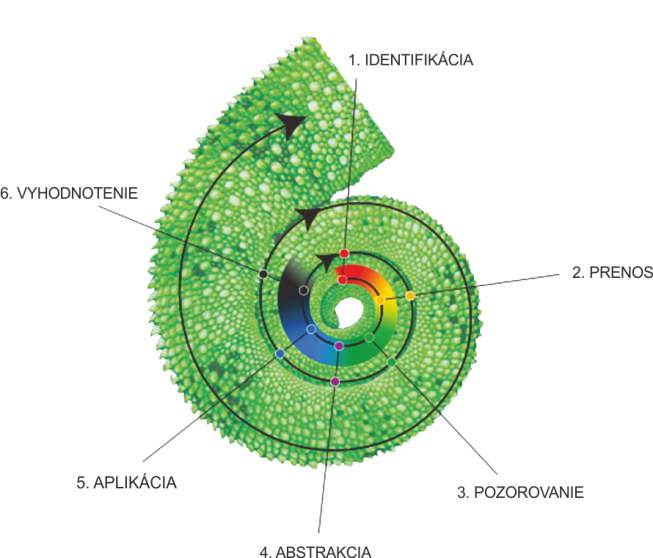 1. IDENTIFIKÁCIA
2. PRENOS
3. POZOROVANIE
4. ABSTRAKCIA
5. APLIKÁCIA
6. VYHODNOTENIE